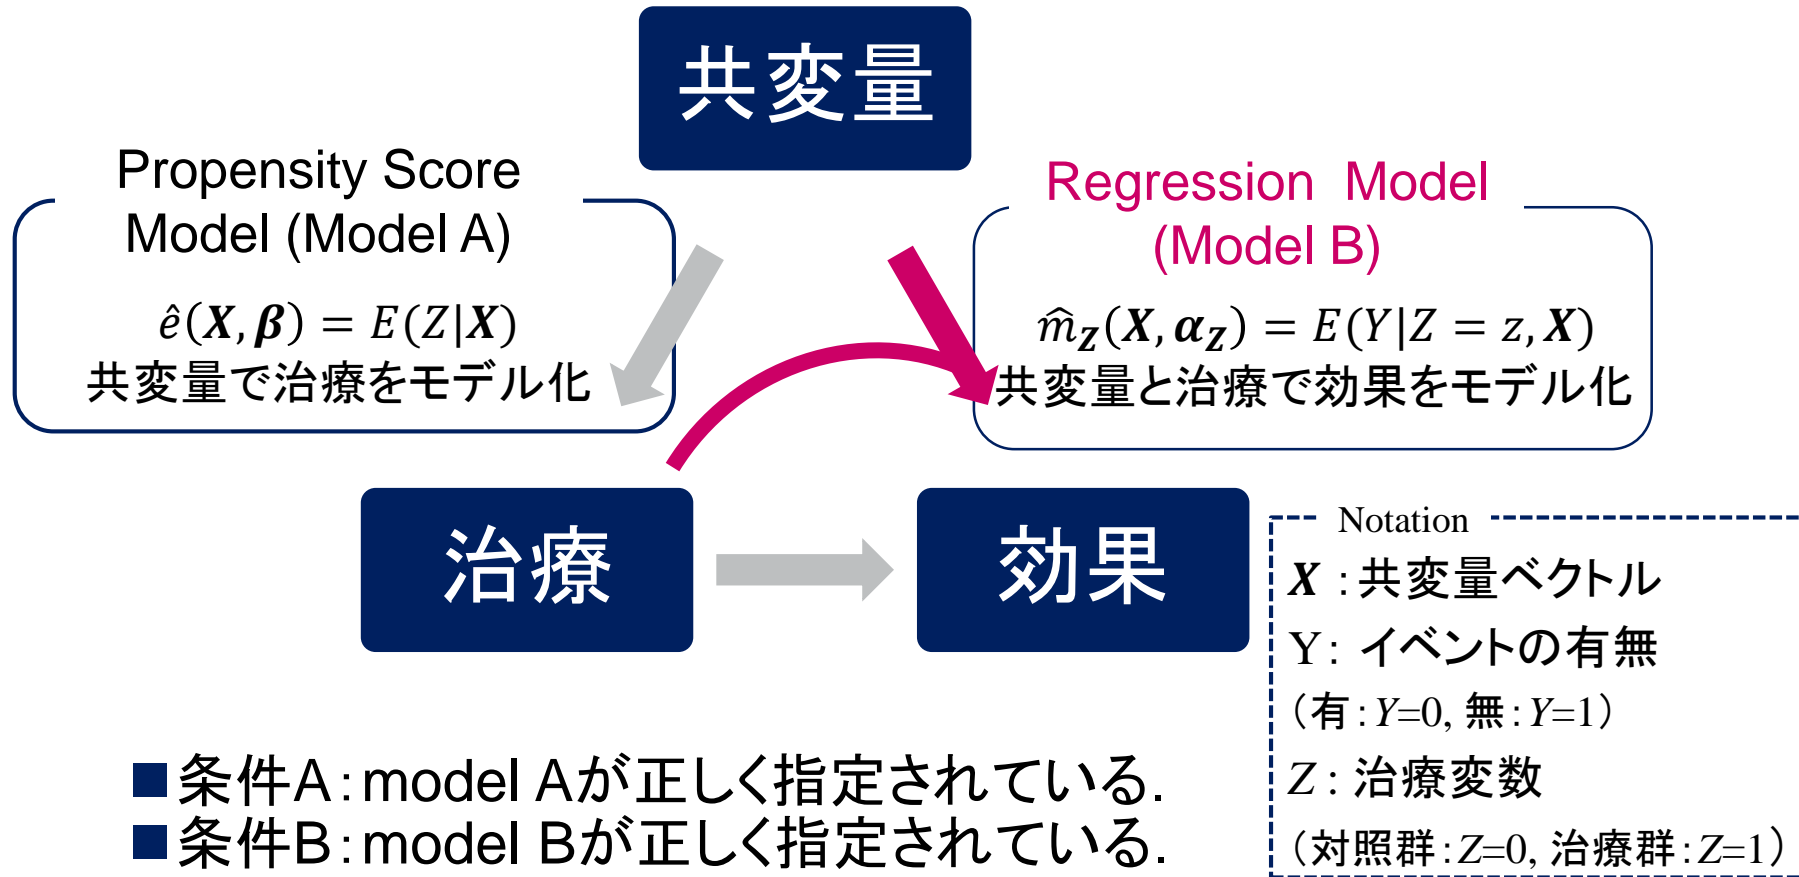 共変量
Propensity Score
Model (Model A)
ê(X, β) = E(Z|X)
共変量で治療をモデル化
Regression Model
(Model B)
m̂_Z(X, α_Z) = E(Y|Z = z, X)
共変量と治療で効果をモデル化
治療
効果
Notation
X：共変量ベクトル
Y：イベントの有無
（有：Y=0, 無：Y=1）
Z：治療変数
（対照群：Z=0, 治療群：Z=1）
■条件A：model Aが正しく指定されている.
■条件B：model Bが正しく指定されている.